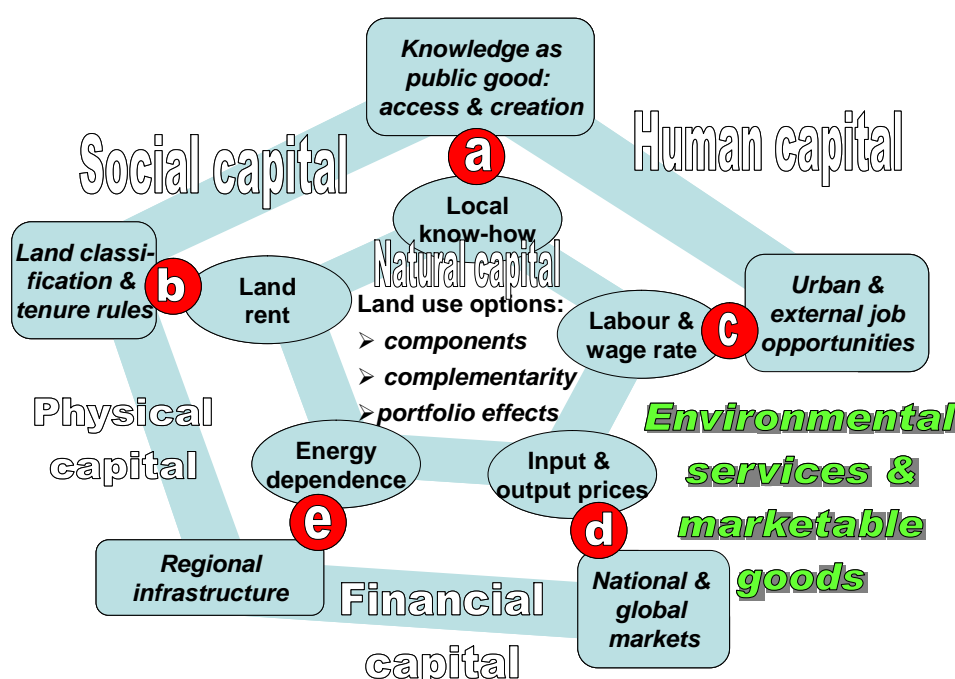 Knowledge as
public good:
access & creation
Social capital
Human capital
a
Local
know-how
Natural capital
Land classi-
fication &
tenure rules
b
Land
rent
Land use options:
➢ components
➢ complementarity
➢portfolio effects
Labour &
wage rate
c
Urban &
external job
opportunities
Physical
capital
Environmental
services &
marketable
goods
Energy
dependence
Input &
output prices
e
d
Regional
infrastructure
Financial
capital
National &
global
markets